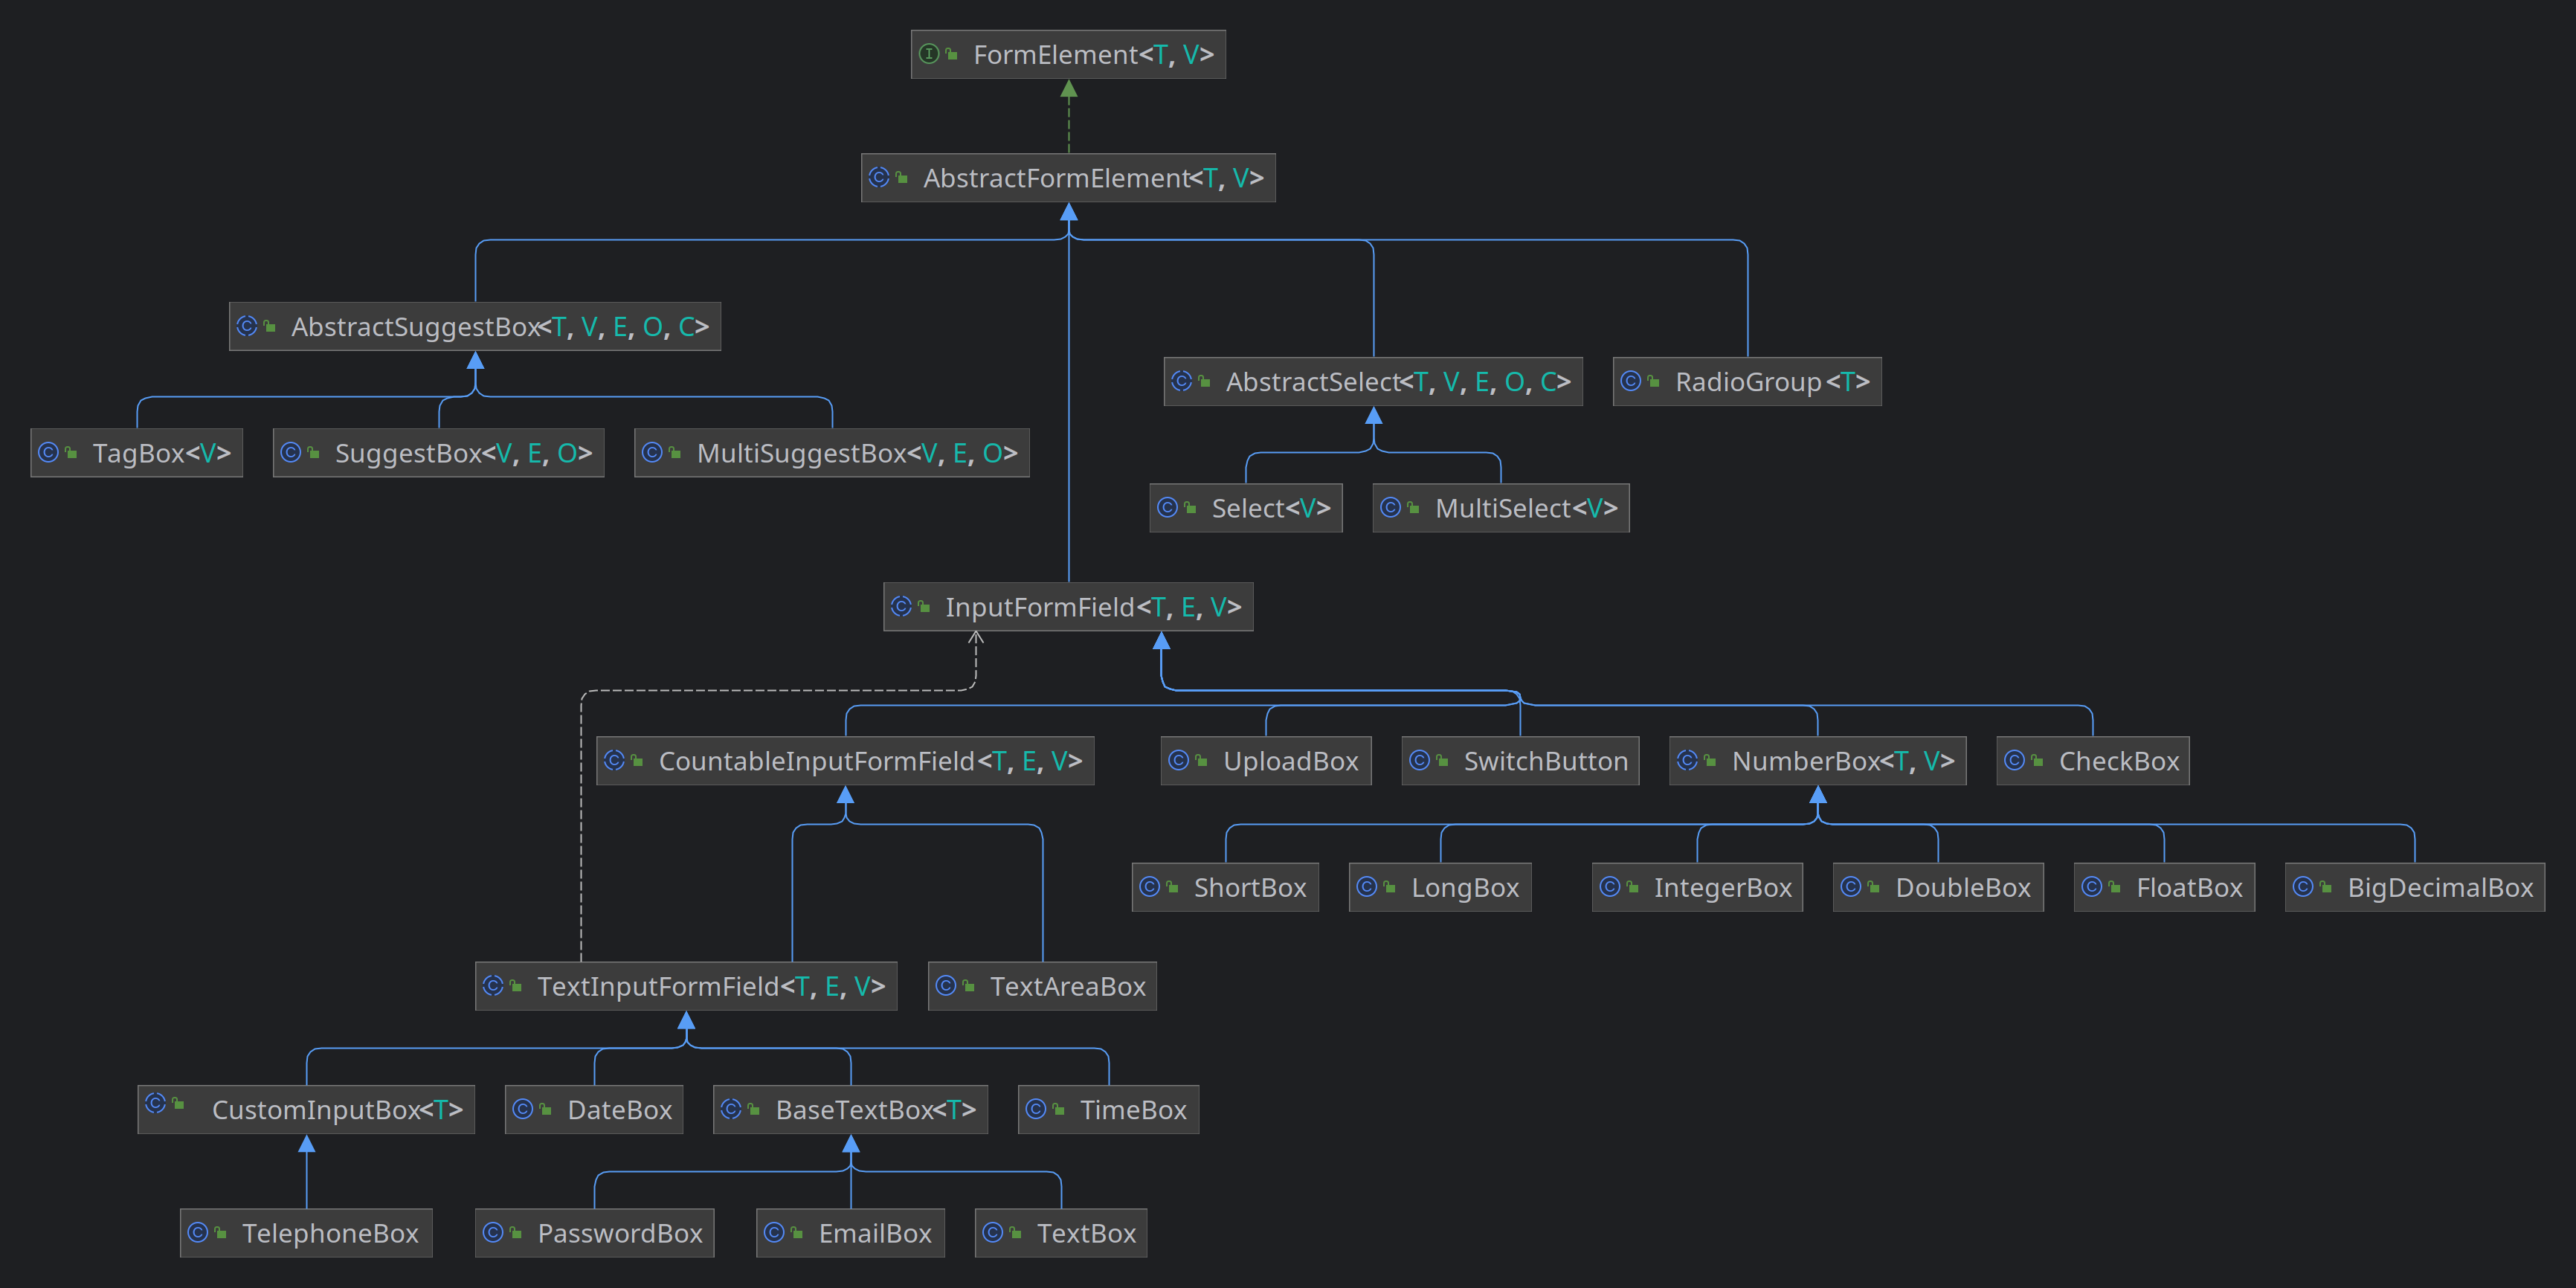 FormElement<T, V>
AbstractFormElement<T, V>
AbstractSuggestBox<T, V, E, O, C>
AbstractSelect<T, V, E, O, C>
RadioGroup<T>
TagBox<V>
SuggestBox<V, E, O>
MultiSuggestBox<V, E, O>
Select<V>
MultiSelect<V>
InputFormField<T, E, V>
CountableInputFormField<T, E, V>
UploadBox
SwitchButton
NumberBox<T, V>
CheckBox
ShortBox
LongBox
IntegerBox
DoubleBox
FloatBox
BigDecimalBox
TextInputFormField<T, E, V>
TextAreaBox
CustomInputBox<T>
DateBox
BaseTextBox<T>
TimeBox
TelephoneBox
PasswordBox
EmailBox
TextBox